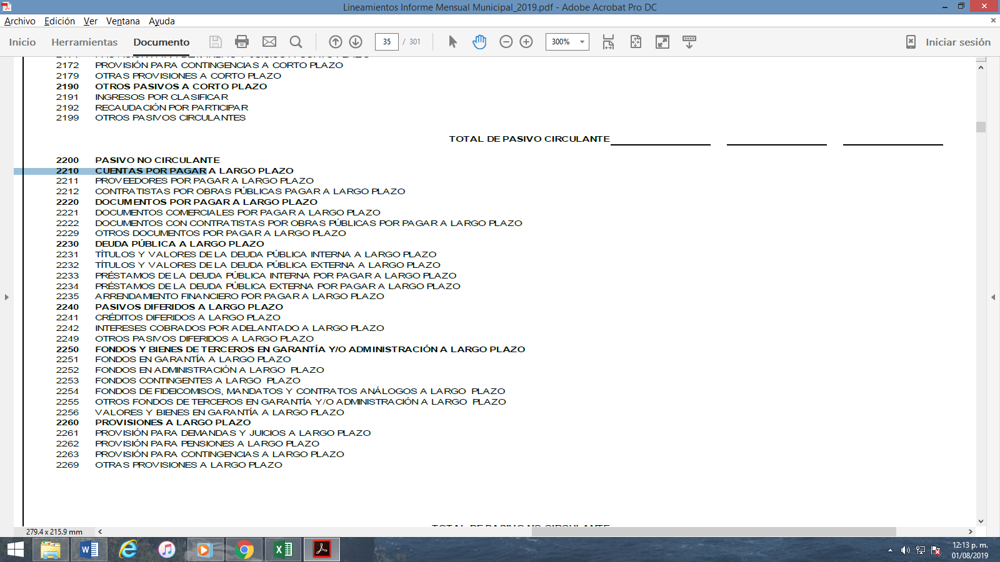 Lineamientos Informe Mensual Municipal_2019.pdf - Adobe Acrobat Pro DC
Archivo Edición Ver Ventana Ayuda
Inicio Herramientas Documento 35 / 301 300% Iniciar sesión
2172 PROVISIÓN PARA CONTINGENCIAS A CORTO PLAZO
2179 OTRAS PROVISIONES A CORTO PLAZO
2190 OTROS PASIVOS A CORTO PLAZO
2191 INGRESOS POR CLASIFICAR
2192 RECAUDACIÓN POR PARTICIPAR
2199 OTROS PASIVOS CIRCULANTES
TOTAL DE PASIVO CIRCULANTE
2200 PASIVO NO CIRCULANTE
2210 CUENTAS POR PAGAR A LARGO PLAZO
2211 PROVEEDORES POR PAGAR A LARGO PLAZO
2212 CONTRATISTAS POR OBRAS PÚBLICAS PAGAR A LARGO PLAZO
2220 DOCUMENTOS POR PAGAR A LARGO PLAZO
2221 DOCUMENTOS COMERCIALES POR PAGAR A LARGO PLAZO
2222 DOCUMENTOS CON CONTRATISTAS POR OBRAS PÚBLICAS POR PAGAR A LARGO PLAZO
2229 OTROS DOCUMENTOS POR PAGAR A LARGO PLAZO
2230 DEUDA PÚBLICA A LARGO PLAZO
2231 TÍTULOS Y VALORES DE LA DEUDA PÚBLICA INTERNA A LARGO PLAZO
2232 TÍTULOS Y VALORES DE LA DEUDA PÚBLICA EXTERNA A LARGO PLAZO
2233 PRÉSTAMOS DE LA DEUDA PÚBLICA INTERNA POR PAGAR A LARGO PLAZO
2234 PRÉSTAMOS DE LA DEUDA PÚBLICA EXTERNA POR PAGAR A LARGO PLAZO
2235 ARRENDAMIENTO FINANCIERO POR PAGAR A LARGO PLAZO
2240 PASIVOS DIFERIDOS A LARGO PLAZO
2241 CRÉDITOS DIFERIDOS A LARGO PLAZO
2242 INTERESES COBRADOS POR ADELANTADO A LARGO PLAZO
2249 OTROS PASIVOS DIFERIDOS A LARGO PLAZO
2250 FONDOS Y BIENES DE TERCEROS EN GARANTÍA Y/O ADMINISTRACIÓN A LARGO PLAZO
2251 FONDOS EN GARANTÍA A LARGO PLAZO
2252 FONDOS EN ADMINISTRACIÓN A LARGO PLAZO
2253 FONDOS CONTINGENTES A LARGO PLAZO
2254 FONDOS DE FIDEICOMISOS, MANDATOS Y CONTRATOS ANÁLOGOS A LARGO PLAZO
2255 OTROS FONDOS DE TERCEROS EN GARANTÍA Y/O ADMINISTRACIÓN A LARGO PLAZO
2256 VALORES Y BIENES EN GARANTÍA A LARGO PLAZO
2260 PROVISIONES A LARGO PLAZO
2261 PROVISIÓN PARA DEMANDAS Y JUICIOS A LARGO PLAZO
2262 PROVISIÓN PARA PENSIONES A LARGO PLAZO
2263 PROVISIÓN PARA CONTINGENCIAS A LARGO PLAZO
2269 OTRAS PROVISIONES A LARGO PLAZO
TOTAL DE PASIVO NO CIRCULANTE
279.4 x 215.9 mm
12:13 p. m.
01/08/2019